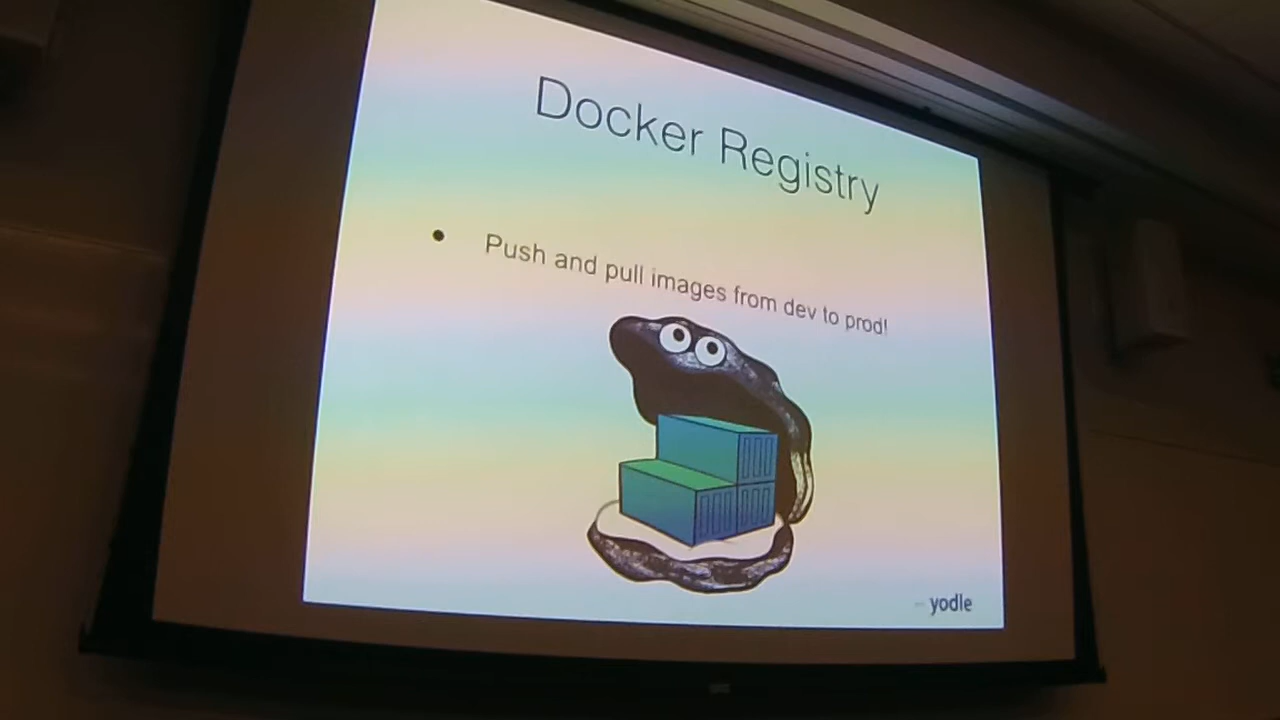 Docker Registry
• Push and pull images from dev to prod!
yodle